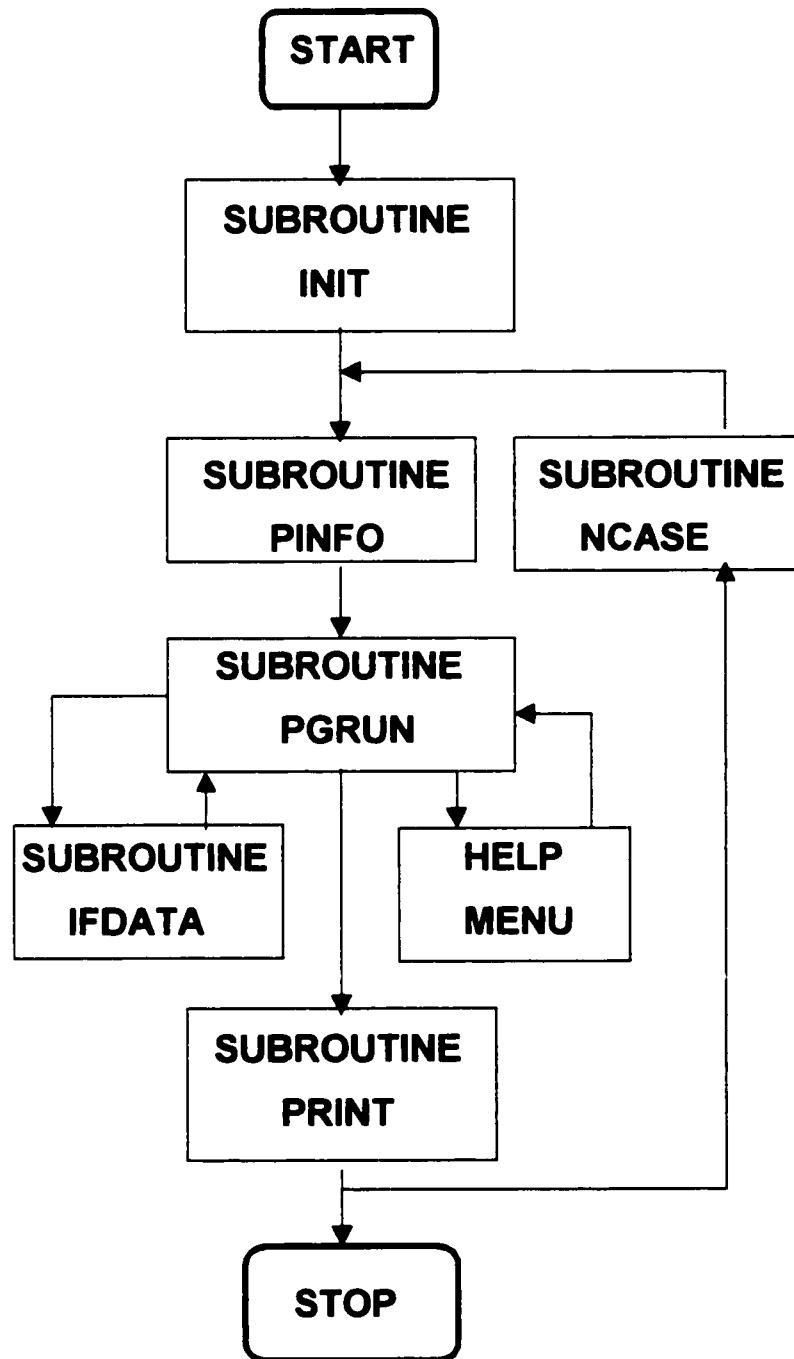 START
SUBROUTINE
INIT
SUBROUTINE
PINFO
SUBROUTINE
NCASE
SUBROUTINE
PGRUN
SUBROUTINE
IFDATA
HELP
MENU
SUBROUTINE
PRINT
STOP